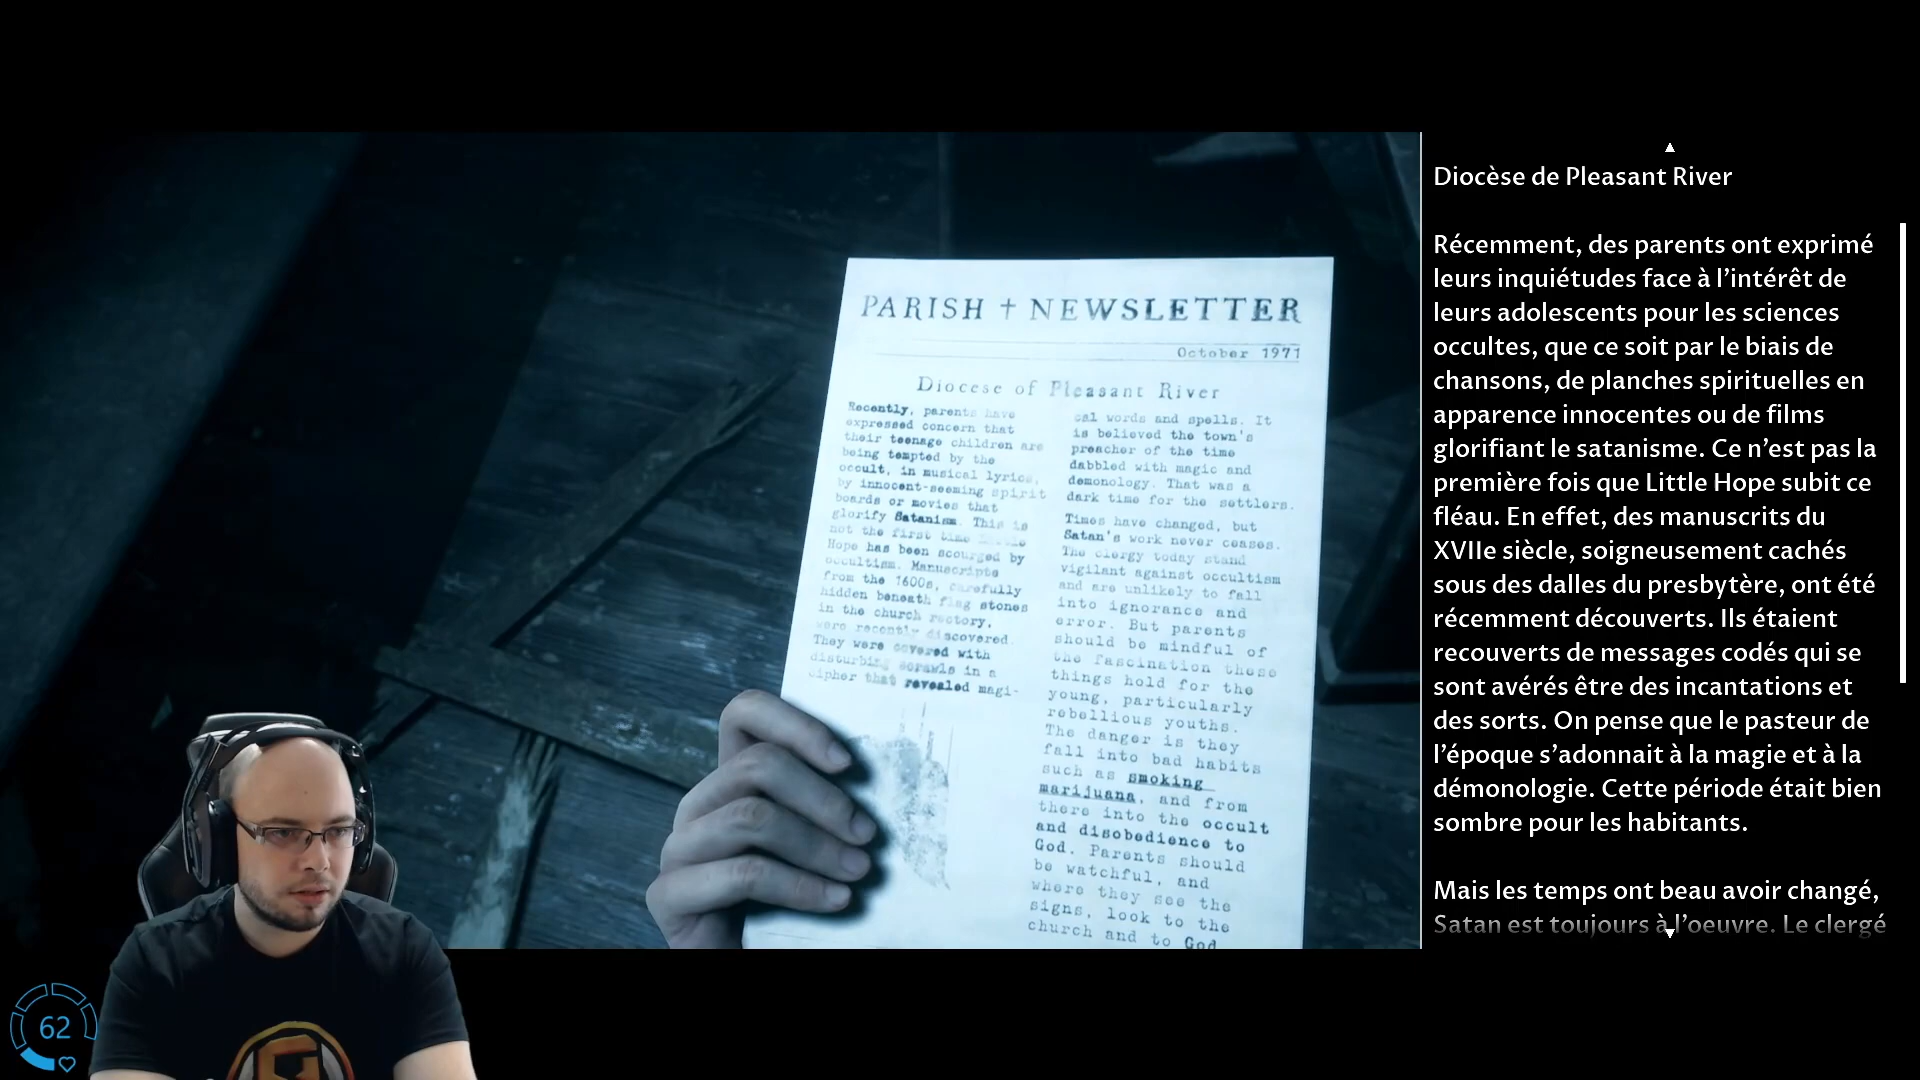 PARISH † NEWSLETTER
October 1971
Diocese of Pleasant River
Recently, parents have
expressed concern that
their teenage children are
being tempted by the
occult, in musical lyrics,
by innocent-seeming spirit
boards or movies that
glorify Satanism. This is
not the first time Little
Hope has been scourged by
occultism. Manuscripts
from the 1600s, carefully
hidden beneath flag stones
in the church rectory,
were recently discovered.
They were covered with
disturbing scrawls in a
cipher that revealed magi-
cal words and spells. It
is believed the town's
preacher of the time
dabbled with magic and
demonology. That was a
dark time for the settlers.
Times have changed, but
Satan's work never ceases.
The clergy today stand
vigilant against occultism
and are unlikely to fall
into ignorance and
error. But parents
should be mindful of
the fascination these
things hold for the
young, particularly
rebellious youths.
The danger is they
fall into bad habits
such as smoking
marijuana, and from
there into the occult
and disobedience to
God. Parents should
be watchful, and
where they see the
signs, look to the
church and to God
Diocèse de Pleasant River
Récemment, des parents ont exprimé
leurs inquiétudes face à l'intérêt de
leurs adolescents pour les sciences
occultes, que ce soit par le biais de
chansons, de planches spirituelles en
apparence innocentes ou de films
glorifiant le satanisme. Ce n'est pas la
première fois que Little Hope subit ce
fléau. En effet, des manuscrits du
XVIIe siècle, soigneusement cachés
sous des dalles du presbytère, ont été
récemment découverts. Ils étaient
recouverts de messages codés qui se
sont avérés être des incantations et
des sorts. On pense que le pasteur de
l'époque s'adonnait à la magie et à la
démonologie. Cette période était bien
sombre pour les habitants.
Mais les temps ont beau avoir changé,
Satan est toujours à l'oeuvre. Le clergé
62